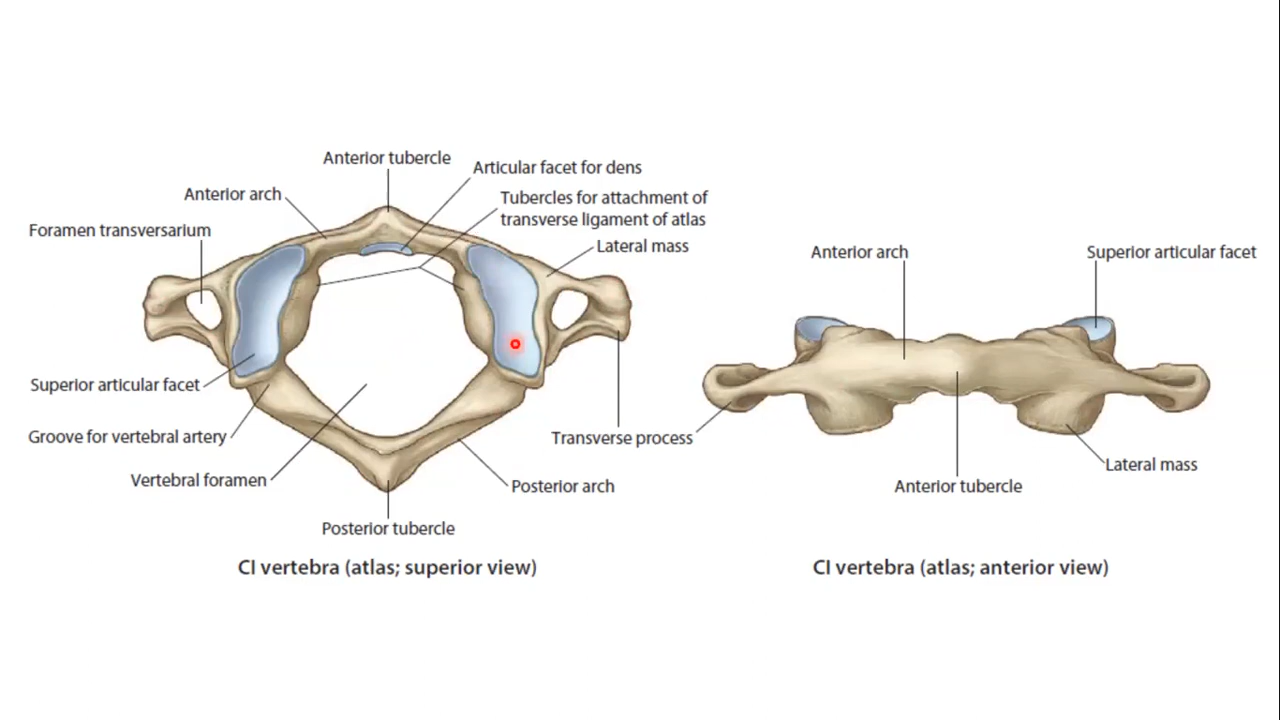 Anterior tubercle
Articular facet for dens
Anterior arch
Tubercles for attachment of
transverse ligament of atlas
Foramen transversarium
Lateral mass
Superior articular facet
Groove for vertebral artery
Transverse process
Vertebral foramen
Posterior arch
Posterior tubercle
CI vertebra (atlas; superior view)
Anterior arch
Superior articular facet
Lateral mass
Anterior tubercle
CI vertebra (atlas; anterior view)